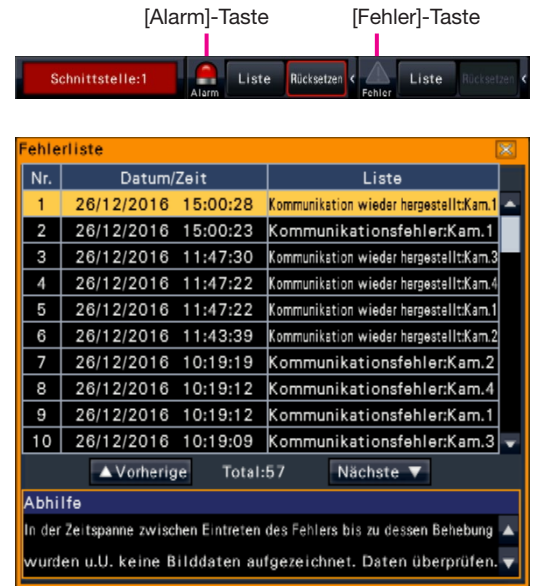 [Alarm]-Taste [Fehler]-Taste
Schnittstelle:1 Alarm Liste Rücksetzen < Fehler Liste Rücksetzen <
Fehlerliste
Nr. Datum/Zeit Liste
1 26/12/2016 15:00:28 Kommunikation wieder hergestellt:Kam.1
2 26/12/2016 15:00:23 Kommunikationsfehler:Kam.1
3 26/12/2016 11:47:30 Kommunikation wieder hergestellt:Kam.3
4 26/12/2016 11:47:22 Kommunikation wieder hergestellt:Kam.4
5 26/12/2016 11:47:22 Kommunikation wieder hergestellt:Kam.1
6 26/12/2016 11:43:39 Kommunikation wieder hergestellt:Kam.2
7 26/12/2016 10:19:19 Kommunikationsfehler:Kam.2
8 26/12/2016 10:19:12 Kommunikationsfehler:Kam.4
9 26/12/2016 10:19:12 Kommunikationsfehler:Kam.1
10 26/12/2016 10:19:09 Kommunikationsfehler:Kam.3
▲Vorherige Total:57 Nächste ▼
Abhilfe
In der Zeitspanne zwischen Eintreten des Fehlers bis zu dessen Behebung
wurden u.U. keine Bilddaten aufgezeichnet. Daten überprüfen.